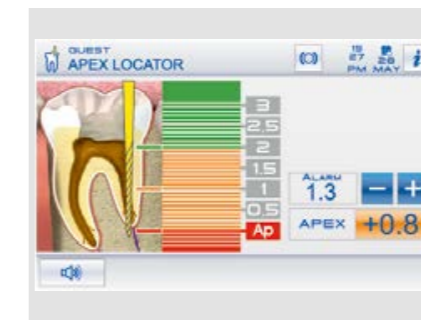 GUEST
APEX LOCATOR
19
27
PM
28
MAY
i
3
2.5
2
1.5
1
0.5
Ap
ALARM
1.3
- +
APEX +0.8